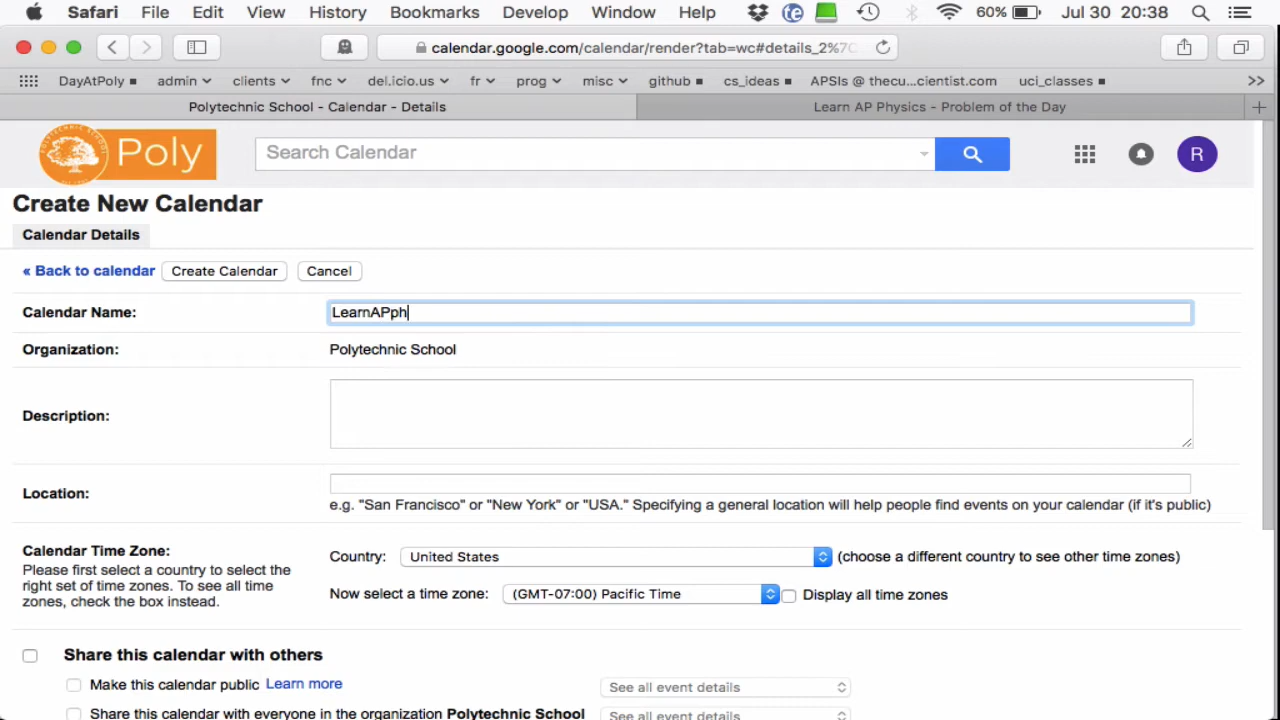 Safari File Edit View History Bookmarks Develop Window Help 60% Jul 30 20:38
calendar.google.com/calendar/render?tab=wc#details_2%7C
DayAtPoly admin clients fnc del.icio.us fr prog misc github cs_ideas APSIs @ thecu...cientist.com uci_classes >>
Polytechnic School - Calendar - Details Learn AP Physics - Problem of the Day +
Poly Search Calendar R
Create New Calendar
Calendar Details
« Back to calendar Create Calendar Cancel
Calendar Name: LearnAPph
Organization: Polytechnic School
Description:
Location:
e.g. "San Francisco" or "New York" or "USA." Specifying a general location will help people find events on your calendar (if it's public)
Calendar Time Zone:
Please first select a country to select the
right set of time zones. To see all time
zones, check the box instead.
Country: United States (choose a different country to see other time zones)
Now select a time zone: (GMT-07:00) Pacific Time Display all time zones
Share this calendar with others
Make this calendar public Learn more See all event details
Share this calendar with everyone in the organization Polytechnic School See all event details